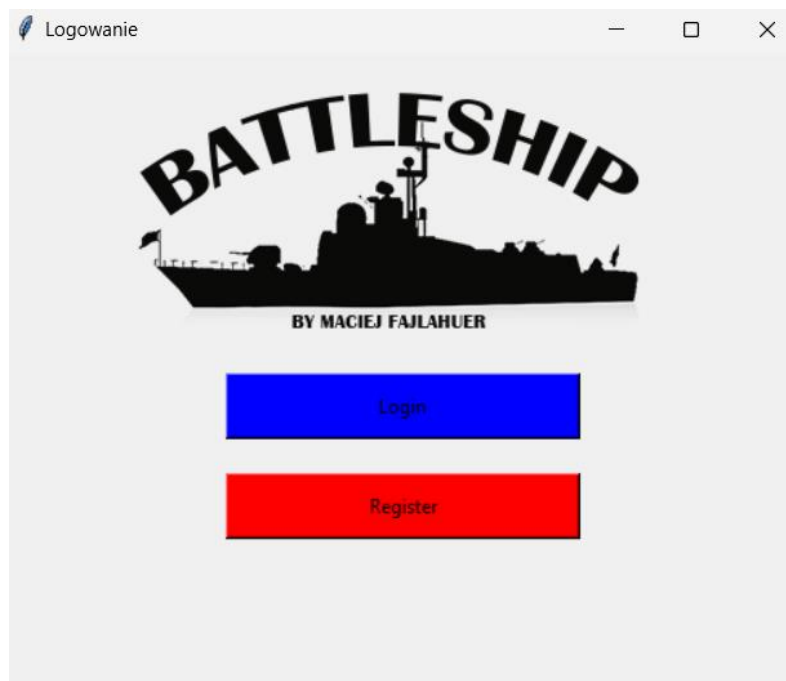 Logowanie
BATTLESHIP
BY MACIEJ FAJLAHUER
Login
Register